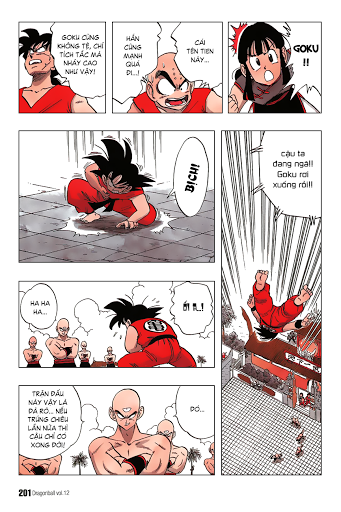 GOKU
!!
CÁI
TÊN TIEN
NÀY...
HẮN
CŨNG
MẠNH
QUÁ
ĐI...!
GOKU CŨNG
KHÔNG TỆ, CHỈ
TÍCH TẮC MÀ
NHẢY CAO
NHƯ VẬY!
cậu ta
đang ngã!!
Goku rơi
xuống rồi!!
BỊCH!
ỐI Á..!
HA HA
HA...
ĐÓ...
TRẬN ĐẤU
NÀY VẬY LÀ
ĐÃ RÕ... NẾU
TRÚNG CHIÊU
LẦN NỮA THÌ
CẬU CHỈ CÓ
XONG ĐỜI!
201 Dragonball vol.12